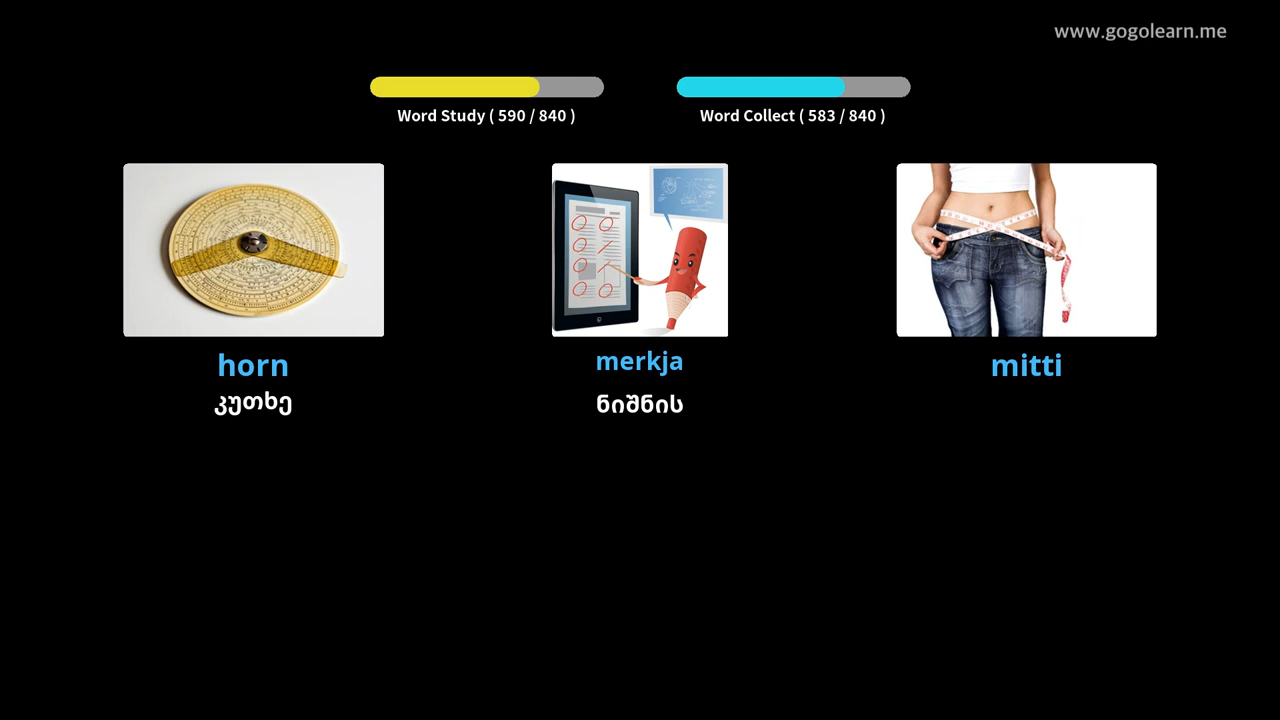 www.gogolearn.me
Word Study ( 590 / 840 )
Word Collect ( 583 / 840 )
horn
merkja
mitti
კუთხე
ნიშნის